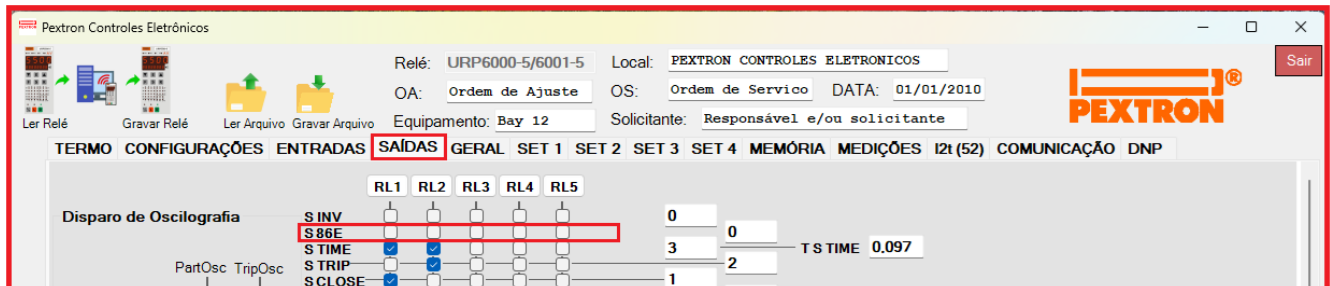 PEXTRON Pextron Controles Eletrônicos
Relé: URP6000-5/6001-5 Local: PEXTRON CONTROLES ELETRONICOS Sair
OA: Ordem de Ajuste OS: Ordem de Servico DATA: 01/01/2010
Equipamento: Bay 12 Solicitante: Responsável e/ou solicitante
PEXTRON®
Ler Relé Gravar Relé Ler Arquivo Gravar Arquivo
TERMO CONFIGURAÇÕES ENTRADAS SAÍDAS GERAL SET 1 SET 2 SET 3 SET 4 MEMÓRIA MEDIÇÕES I2t (52) COMUNICAÇÃO DNP
RL1 RL2 RL3 RL4 RL5
Disparo de Oscilografia S INV 0
S 86E 0
S TIME 3 T S TIME 0.097
PartOsc TripOsc S TRIP 2
S CLOSE 1